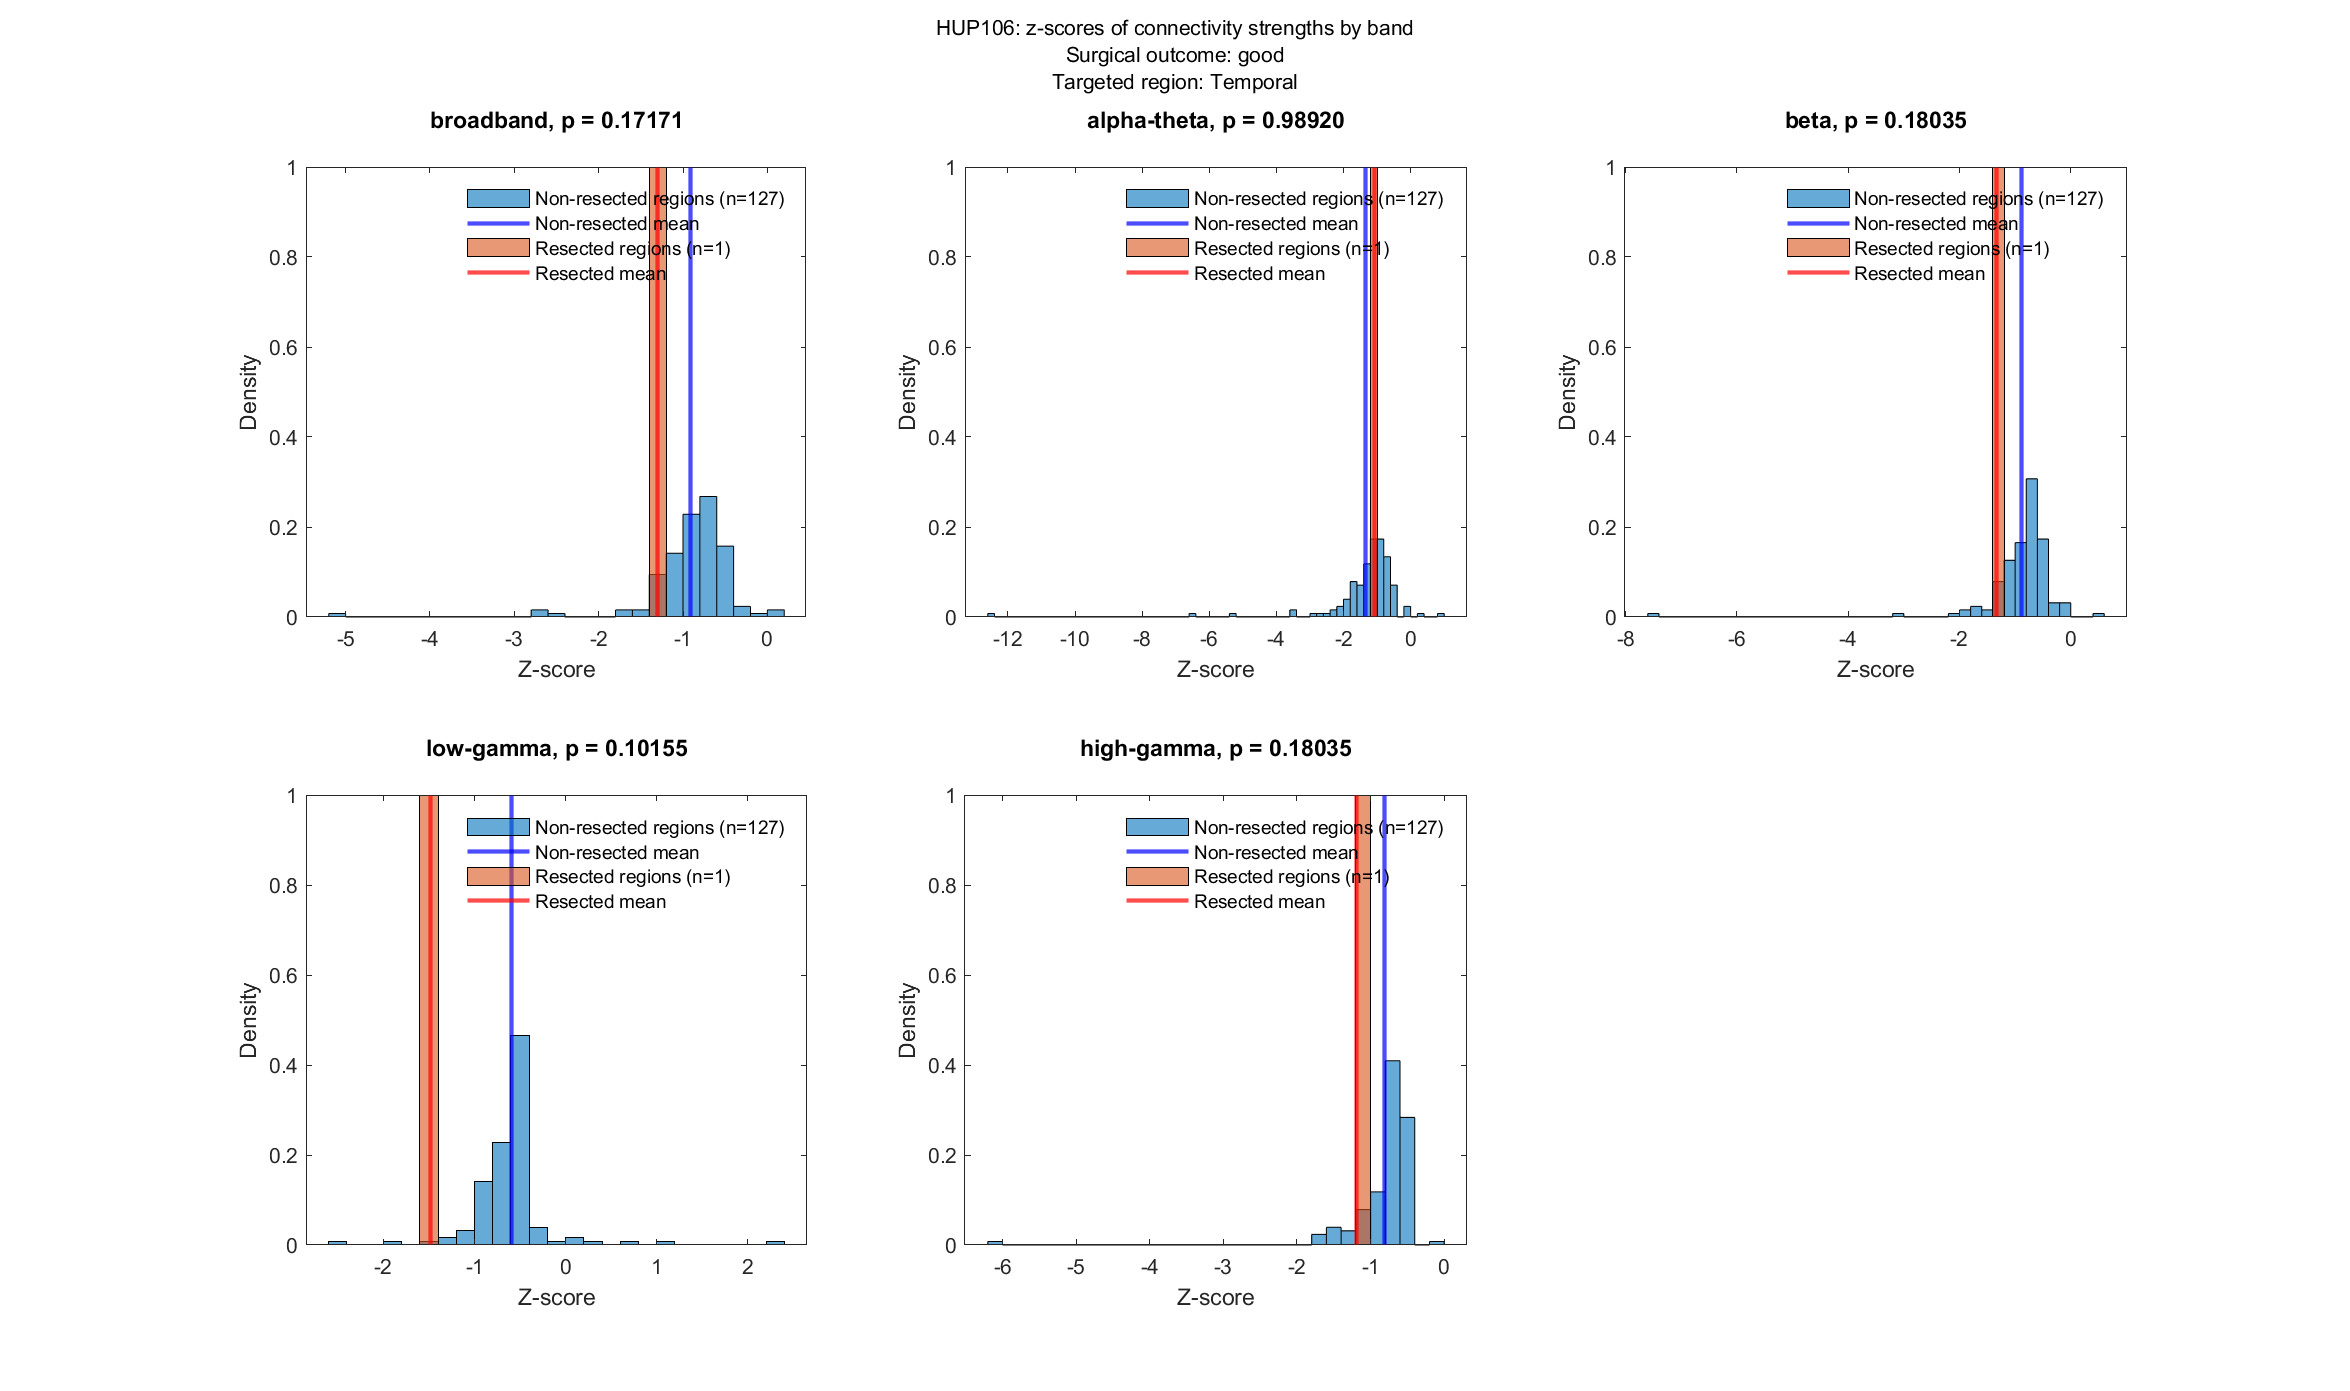 HUP106: z-scores of connectivity strengths by band
Surgical outcome: good
Targeted region: Temporal
broadband, p = 0.17171
1
0.8
0.6
0.4
0.2
0
Density
Non-resected regions (n=127)
Non-resected mean
Resected regions (n=1)
Resected mean
-5 -4 -3 -2 -1 0
Z-score
alpha-theta, p = 0.98920
1
0.8
0.6
0.4
0.2
0
Density
Non-resected regions (n=127)
Non-resected mean
Resected regions (n=1)
Resected mean
-12 -10 -8 -6 -4 -2 0
Z-score
beta, p = 0.18035
1
0.8
0.6
0.4
0.2
0
Density
Non-resected regions (n=127)
Non-resected mean
Resected regions (n=1)
Resected mean
-8 -6 -4 -2 0
Z-score
low-gamma, p = 0.10155
1
0.8
0.6
0.4
0.2
0
Density
Non-resected regions (n=127)
Non-resected mean
Resected regions (n=1)
Resected mean
-2 -1 0 1 2
Z-score
high-gamma, p = 0.18035
1
0.8
0.6
0.4
0.2
0
Density
Non-resected regions (n=127)
Non-resected mean
Resected regions (n=1)
Resected mean
-6 -5 -4 -3 -2 -1 0
Z-score